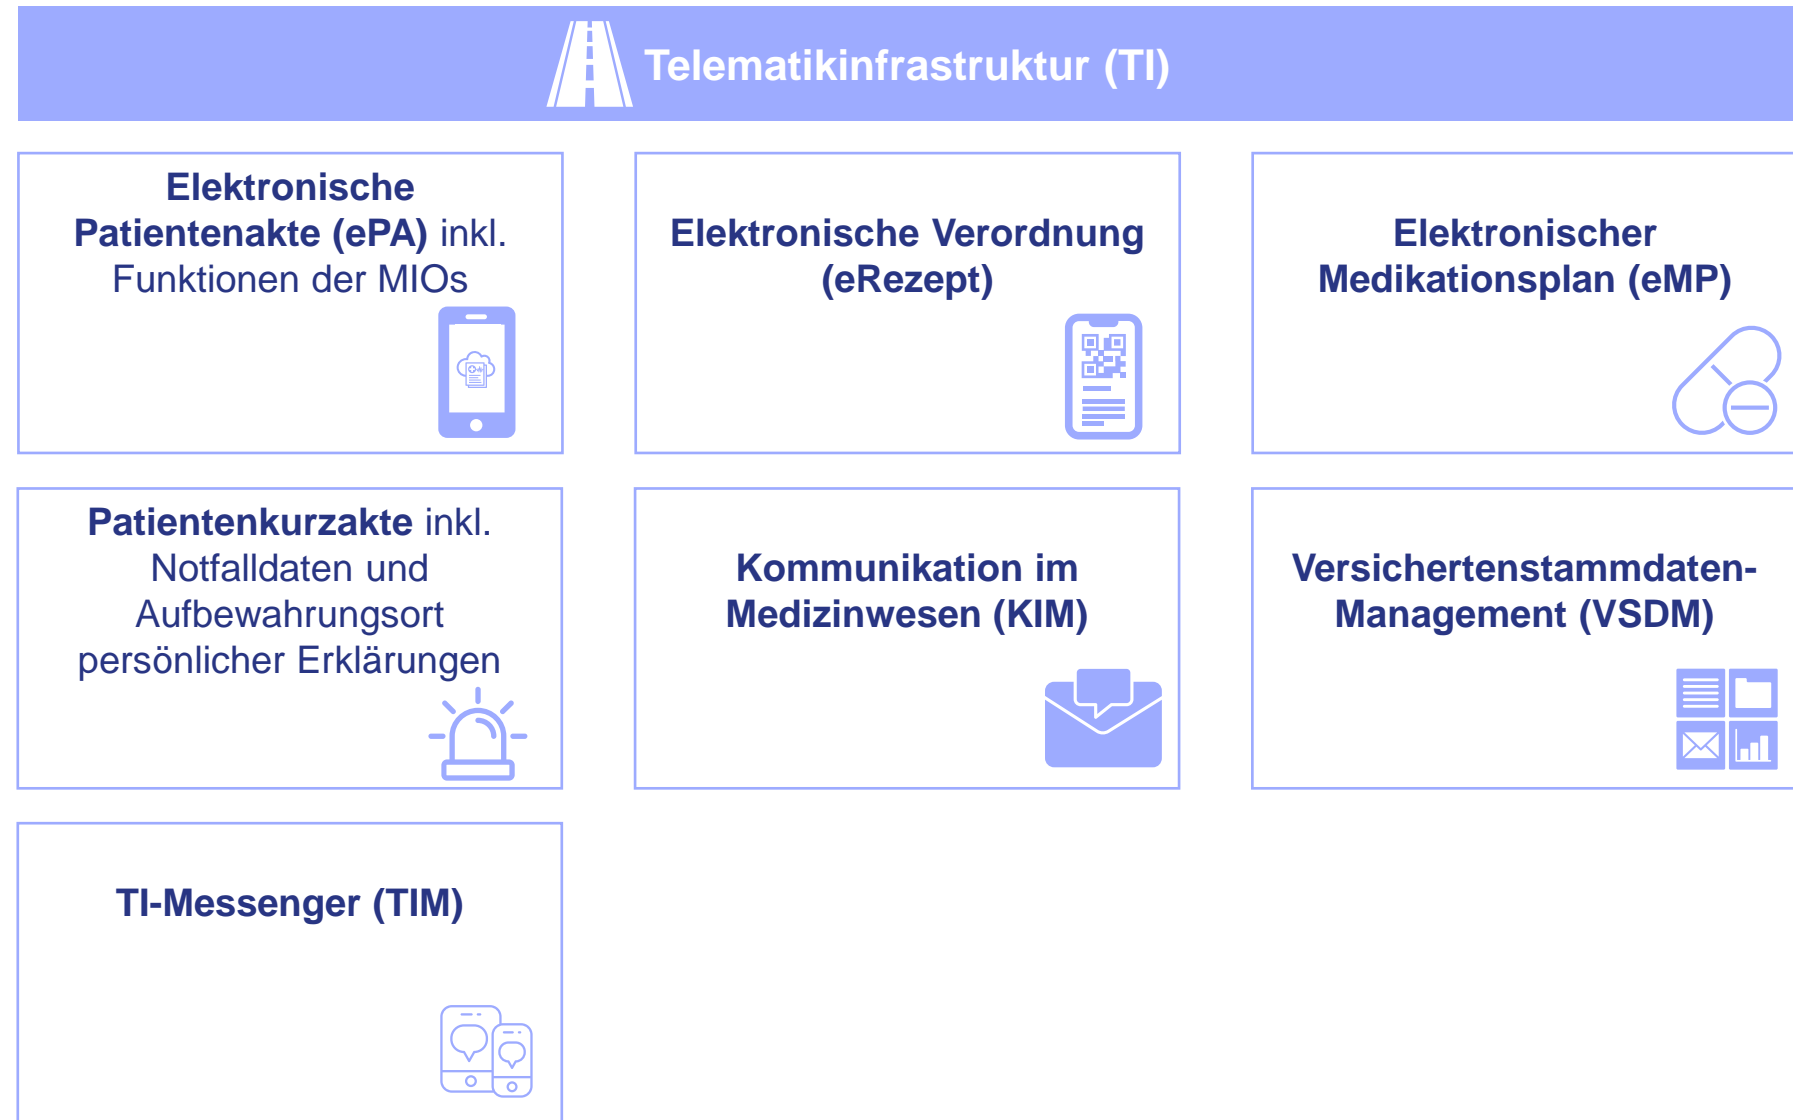 Telematikinfrastruktur (TI)
Elektronische
Patientenakte (ePA) inkl.
Funktionen der MIOs
Elektronische Verordnung
(eRezept)
Elektronischer
Medikationsplan (eMP)
Patientenkurzakte inkl.
Notfalldaten und
Aufbewahrungsort
persönlicher Erklärungen
Kommunikation im
Medizinwesen (KIM)
Versichertenstammdaten-
Management (VSDM)
TI-Messenger (TIM)